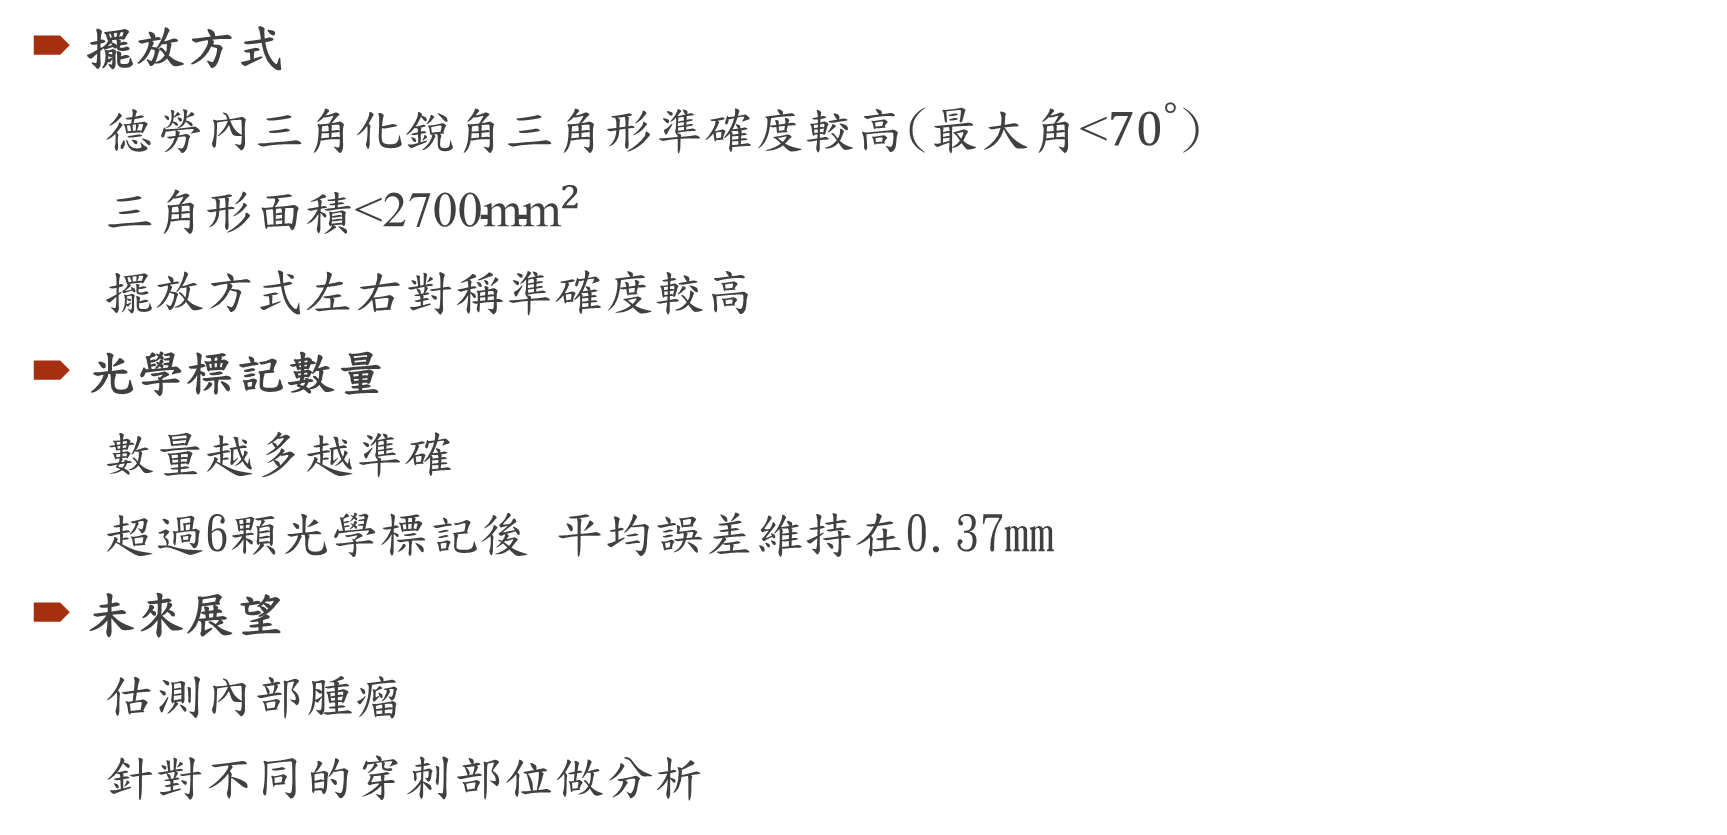 擺放方式
德勞內三角化銳角三角形準確度較高(最大角<70°)
三角形面積<2700mm²
擺放方式左右對稱準確度較高
光學標記數量
數量越多越準確
超過6顆光學標記後 平均誤差維持在0.37mm
未來展望
估測內部腫瘤
針對不同的穿刺部位做分析